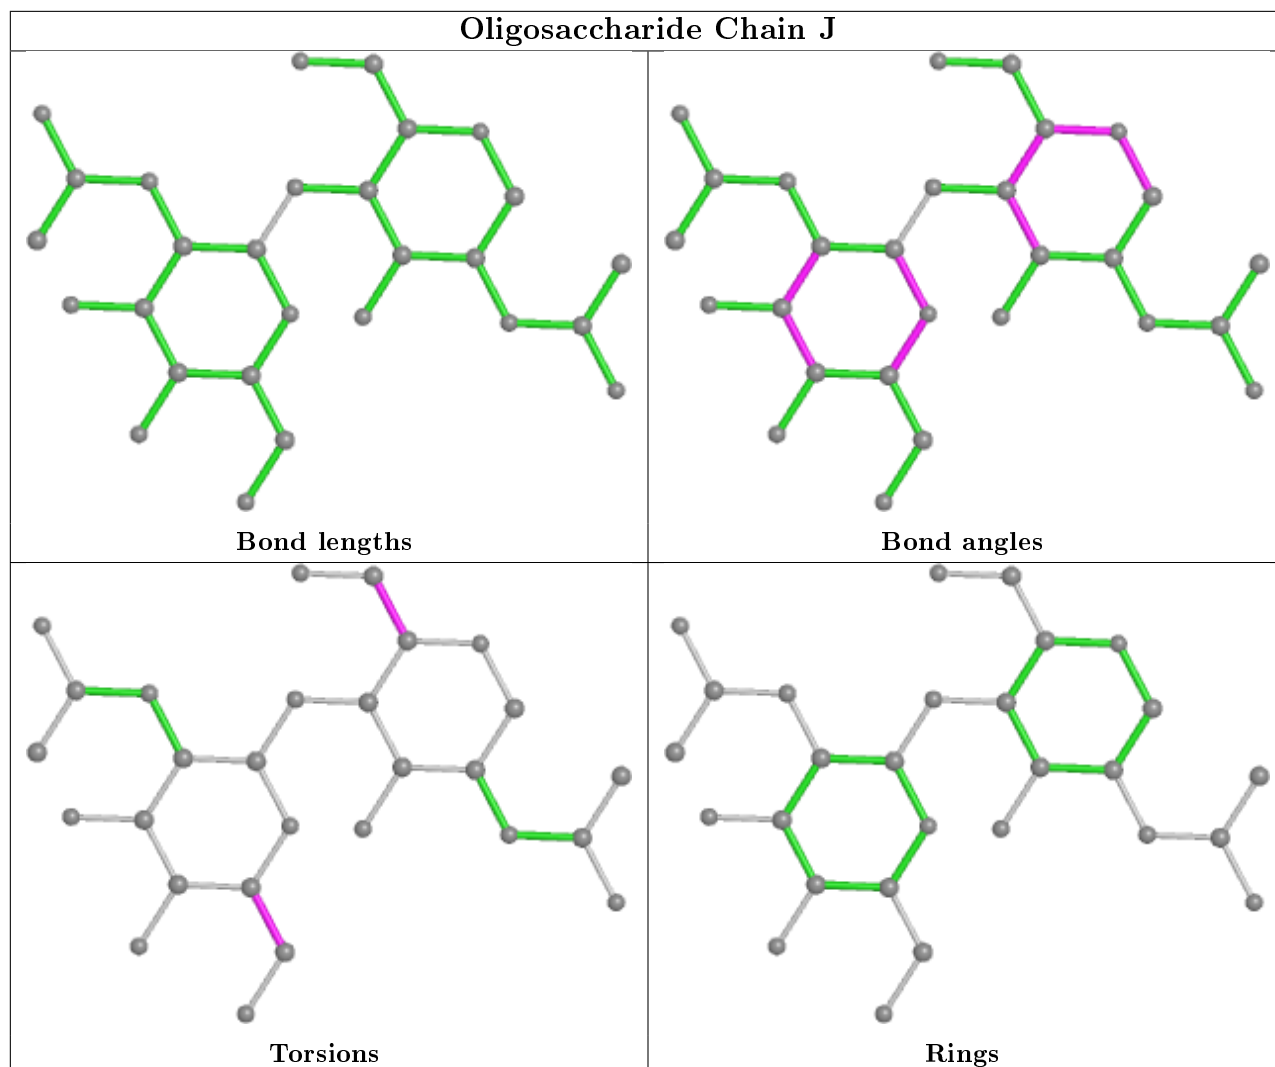 Oligosaccharide Chain J
Bond lengths
Bond angles
Torsions
Rings